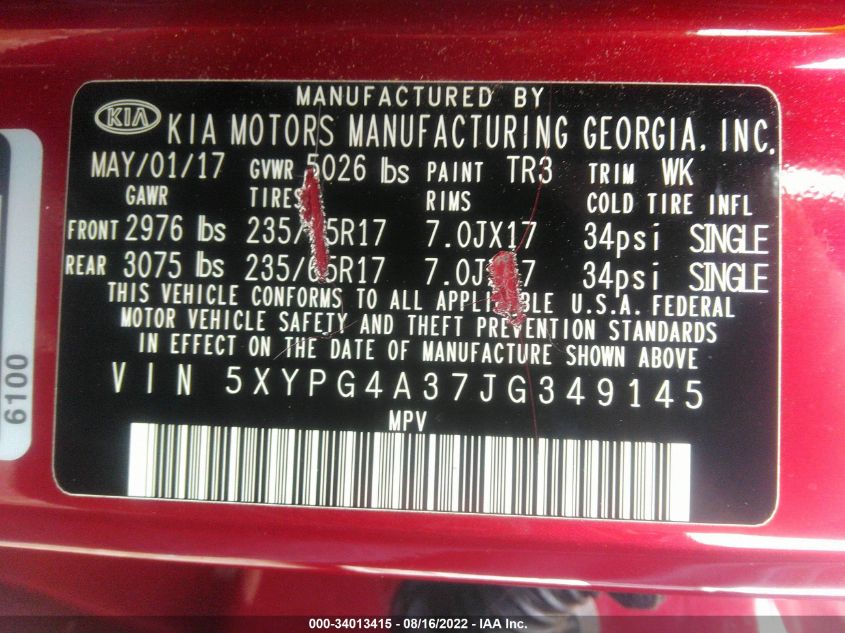 MANUFACTURED BY
KIA KIA MOTORS MANUFACTURING GEORGIA, INC.
MAY/01/17 GVWR 5026 lbs PAINT TR3 TRIM WK
GAWR TIRES RIMS COLD TIRE INFL
FRONT 2976 lbs 7.0JX17 34psi SINGLE
REAR 3075 lbs 34psi SINGLE
THIS VEHICLE CONFORMS TO ALL APPLICABLE U.S.A. FEDERAL
MOTOR VEHICLE SAFETY AND THEFT PREVENTION STANDARDS
IN EFFECT ON THE DATE OF MANUFACTURE SHOWN ABOVE
VIN 5XYPG4A37JG349145
MPV
6100
000-34013415 - 08/16/2022 - IAA Inc.